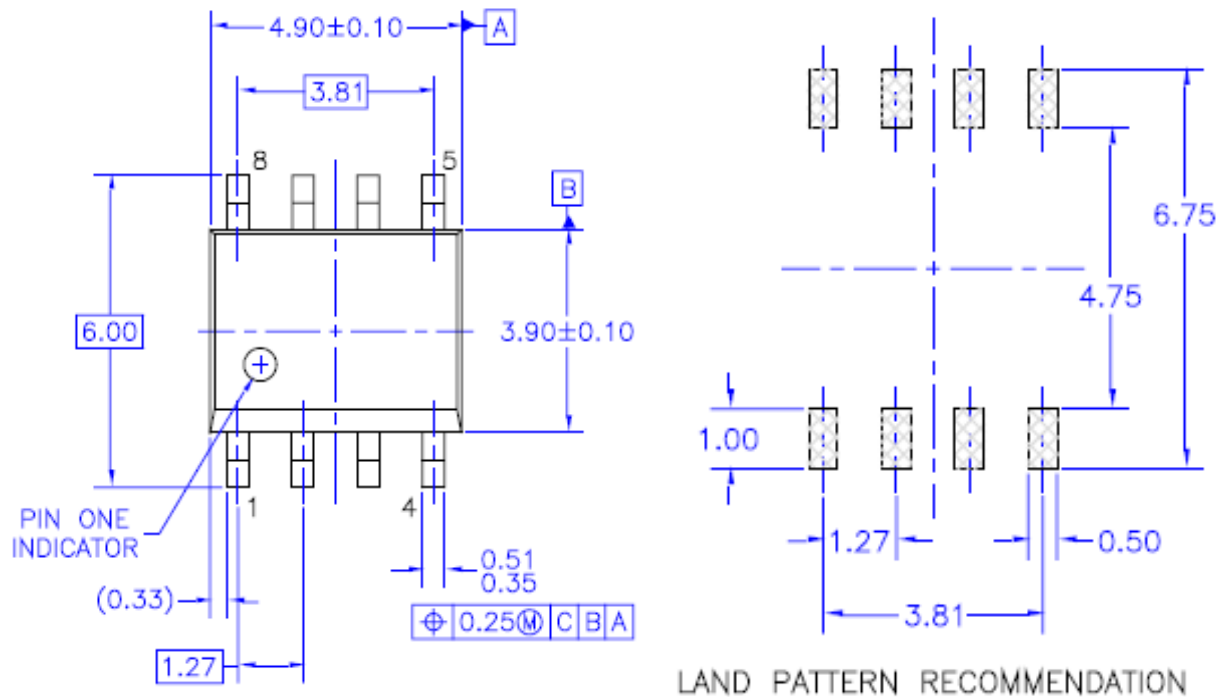 4.90±0.10 A
3.81
8 5
B
6.00
3.90±0.10
1 4
PIN ONE
INDICATOR
0.51
0.35
(0.33)
⌖ 0.25Ⓜ C B A
1.27
6.75
4.75
1.00
1.27 0.50
3.81
LAND PATTERN RECOMMENDATION